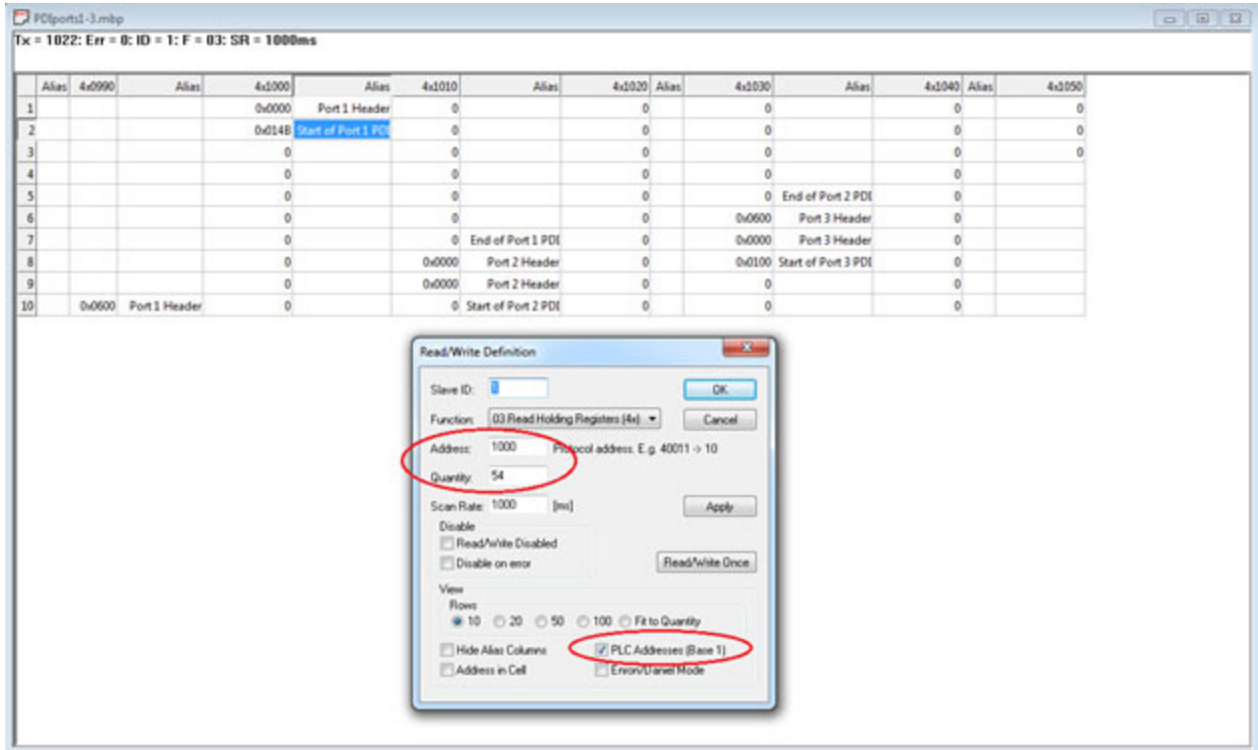 PDIports1-3.mbp
Tx = 1022: Err = 0: ID = 1: F = 03: SR = 1000ms
Alias 4x0990 Alias 4x1000 Alias 4x1010 Alias 4x1020 Alias 4x1030 Alias 4x1040 Alias 4x1050
1 0x0000 Port 1 Header 0 0 0 0 0
2 0x014B Start of Port 1 PDI 0 0 0 0 0
3 0 0 0 0 0 0
4 0 0 0 0 0
5 0 0 0 0 End of Port 2 PDI 0
6 0 0 0 0x0600 Port 3 Header 0
7 0 0 End of Port 1 PDI 0 0x0000 Port 3 Header 0
8 0 0x0000 Port 2 Header 0 0x0100 Start of Port 3 PDI 0
9 0 0x0000 Port 2 Header 0 0 0
10 0x0600 Port 1 Header 0 0 Start of Port 2 PDI 0 0 0
Read/Write Definition
Slave ID: 1 OK
Function: 03 Read Holding Registers (4x) Cancel
Address: 1000 Protocol address. E.g. 40011 -> 10
Quantity: 54
Scan Rate: 1000 [ms] Apply
Disable
Read/Write Disabled
Disable on error Read/Write Once
View
Rows
10 20 50 100 Fit to Quantity
Hide Alias Columns PLC Addresses (Base 1)
Address in Cell Enron/Daniel Mode